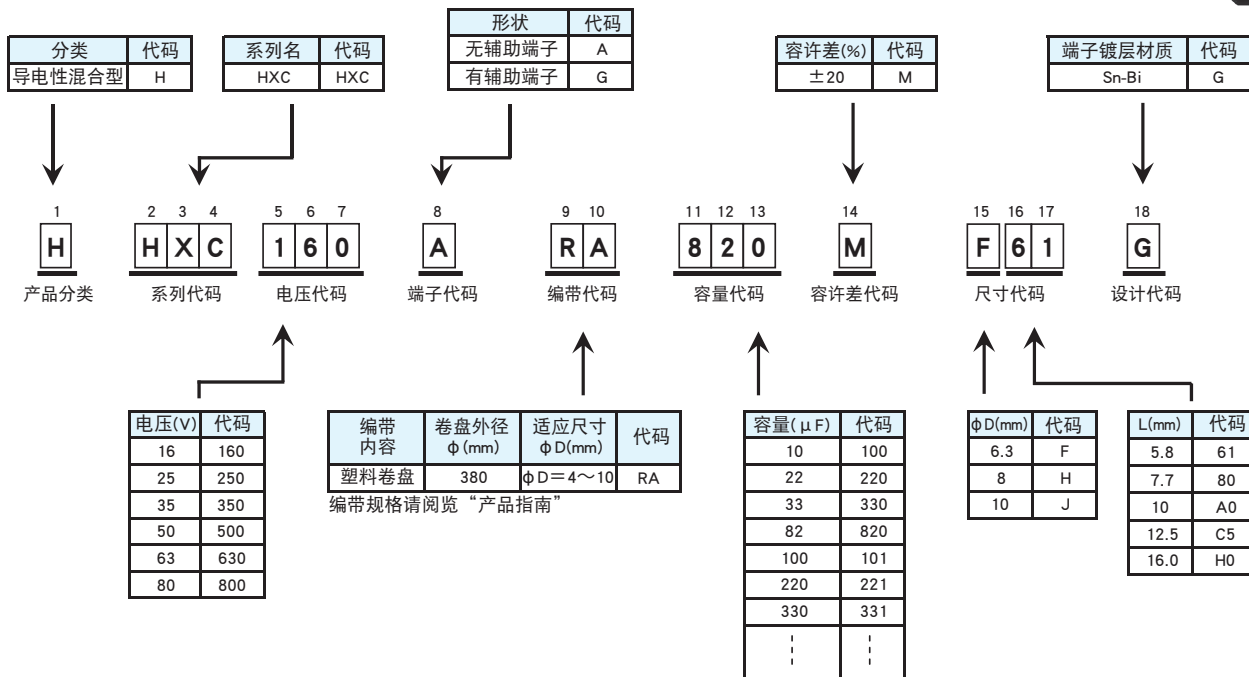 形状 代码
无辅助端子 A
有辅助端子 G
分类 代码
导电性混合型 H
系列名 代码
HXC HXC
容许差(%) 代码
±20 M
端子镀层材质 代码
Sn-Bi G
1 2 3 4 5 6 7 8 9 10 11 12 13 14 15 16 17 18
H H X C 1 6 0 A R A 8 2 0 M F 6 1 G
产品分类 系列代码 电压代码 端子代码 编带代码 容量代码 容许差代码 尺寸代码 设计代码
电压(V) 代码
16 160
25 250
35 350
50 500
63 630
80 800
编带内容 卷盘外径φ(mm) 适应尺寸φD(mm) 代码
塑料卷盘 380 φD=4～10 RA
编带规格请阅览“产品指南”
容量(μF) 代码
10 100
22 220
33 330
82 820
100 101
220 221
330 331
φD(mm) 代码
6.3 F
8 H
10 J
L(mm) 代码
5.8 61
7.7 80
10 A0
12.5 C5
16.0 H0